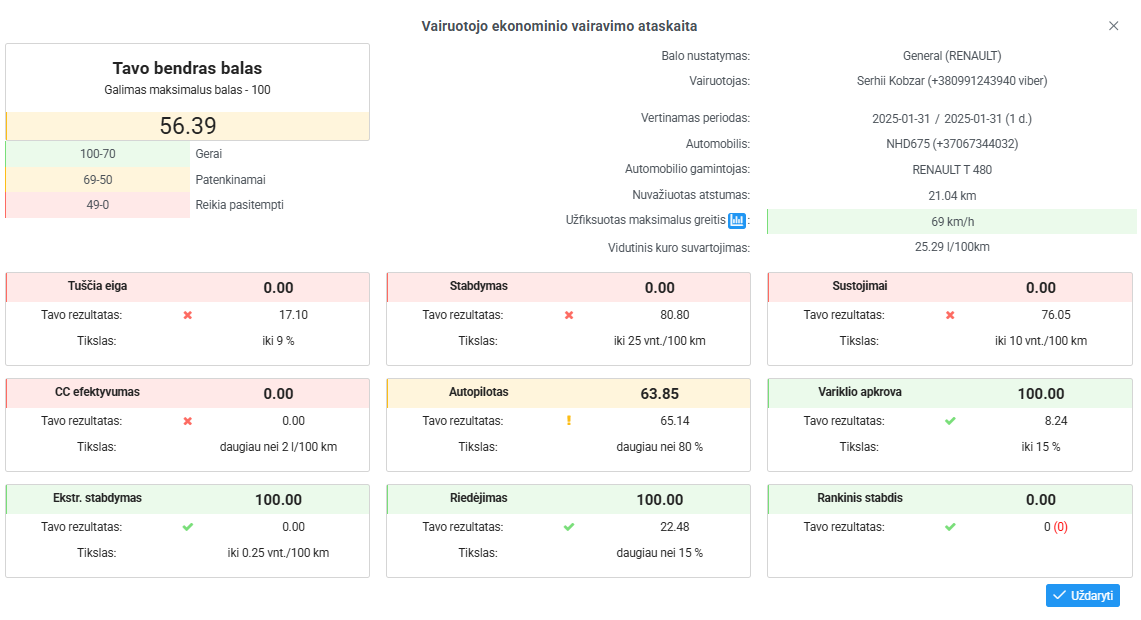 Vairuotojo ekonominio vairavimo ataskaita
Tavo bendras balas
Galimas maksimalus balas - 100
56.39
100-70 Gerai
69-50 Patenkinamai
49-0 Reikia pasitempti
Balo nustatymas: General (RENAULT)
Vairuotojas: Serhii Kobzar (+380991243940 viber)
Vertinamas periodas: 2025-01-31 / 2025-01-31 (1 d.)
Automobilis: NHD675 (+37067344032)
Automobilio gamintojas: RENAULT T 480
Nuvažiuotas atstumas: 21.04 km
Užfiksuotas maksimalus greitis : 69 km/h
Vidutinis kuro suvartojimas: 25.29 l/100km
Tuščia eiga 0.00
Tavo rezultatas: 17.10
Tikslas: iki 9 %
Stabdymas 0.00
Tavo rezultatas: 80.80
Tikslas: iki 25 vnt./100 km
Sustojimai 0.00
Tavo rezultatas: 76.05
Tikslas: iki 10 vnt./100 km
CC efektyvumas 0.00
Tavo rezultatas: 0.00
Tikslas: daugiau nei 2 l/100 km
Autopilotas 63.85
Tavo rezultatas: 65.14
Tikslas: daugiau nei 80 %
Variklio apkrova 100.00
Tavo rezultatas: 8.24
Tikslas: iki 15 %
Ekstr. stabdymas 100.00
Tavo rezultatas: 0.00
Tikslas: iki 0.25 vnt./100 km
Riedėjimas 100.00
Tavo rezultatas: 22.48
Tikslas: daugiau nei 15 %
Rankinis stabdis 0.00
Tavo rezultatas: 0 (0)
Uždaryti